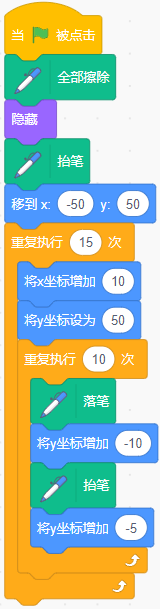 当 被点击
全部擦除
隐藏
抬笔
移到 x: -50 y: 50
重复执行 15 次
将x坐标增加 10
将y坐标设为 50
重复执行 10 次
落笔
将y坐标增加 -10
抬笔
将y坐标增加 -5